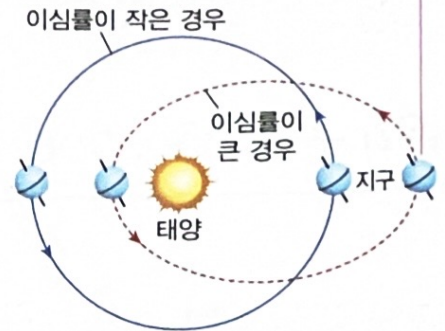 이심률이 작은 경우
이심률이
큰 경우
지구
태양